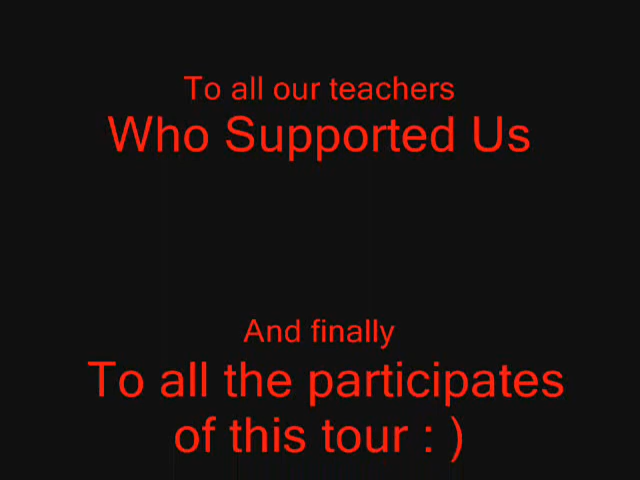 To all our teachers
Who Supported Us
And finally
To all the participates
of this tour : )